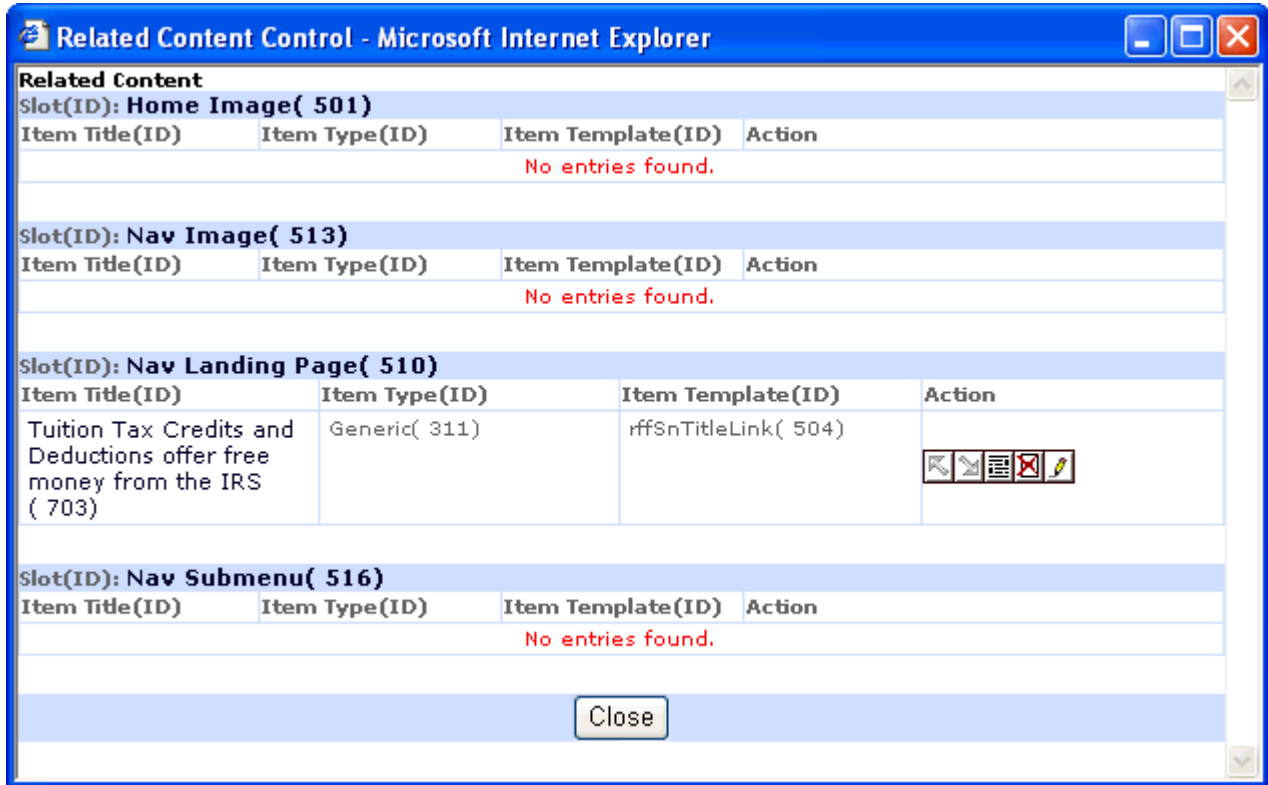 Related Content Control - Microsoft Internet Explorer
Related Content
Slot(ID): Home Image( 501)
Item Title(ID) Item Type(ID) Item Template(ID) Action
No entries found.
Slot(ID): Nav Image( 513)
Item Title(ID) Item Type(ID) Item Template(ID) Action
No entries found.
Slot(ID): Nav Landing Page( 510)
Item Title(ID) Item Type(ID) Item Template(ID) Action
Tuition Tax Credits and Generic( 311) rffSnTitleLink( 504)
Deductions offer free
money from the IRS
( 703)
Slot(ID): Nav Submenu( 516)
Item Title(ID) Item Type(ID) Item Template(ID) Action
No entries found.
Close